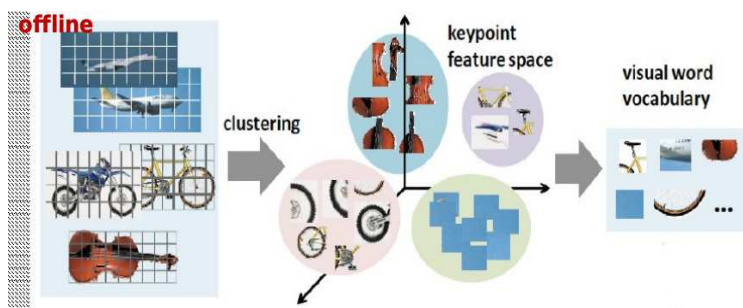 offline
clustering
keypoint
feature space
visual word
vocabulary
...